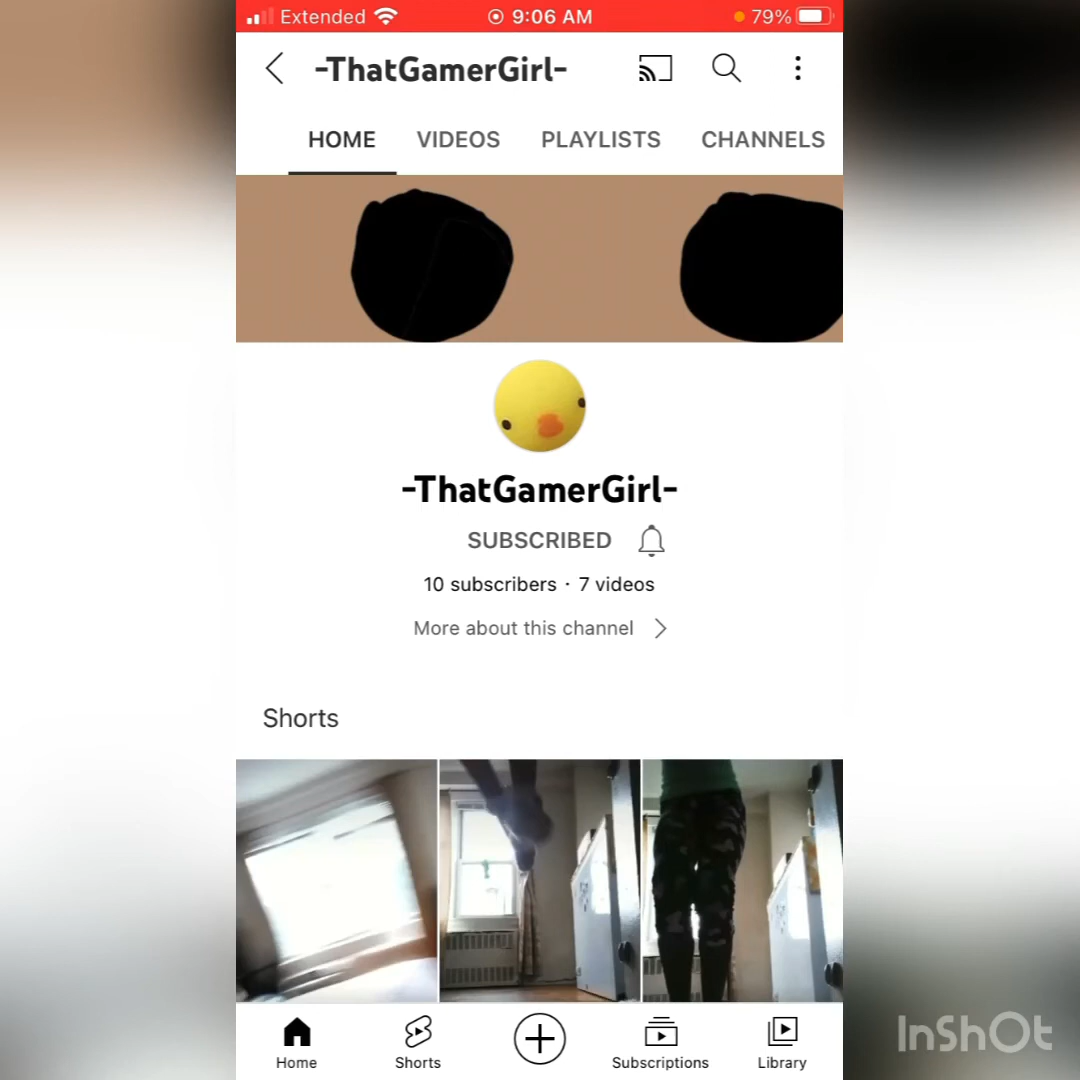 Extended 9:06 AM 79%
-ThatGamerGirl-
HOME VIDEOS PLAYLISTS CHANNELS
-ThatGamerGirl-
SUBSCRIBED
10 subscribers · 7 videos
More about this channel
Shorts
Home Shorts Subscriptions Library
InShOt